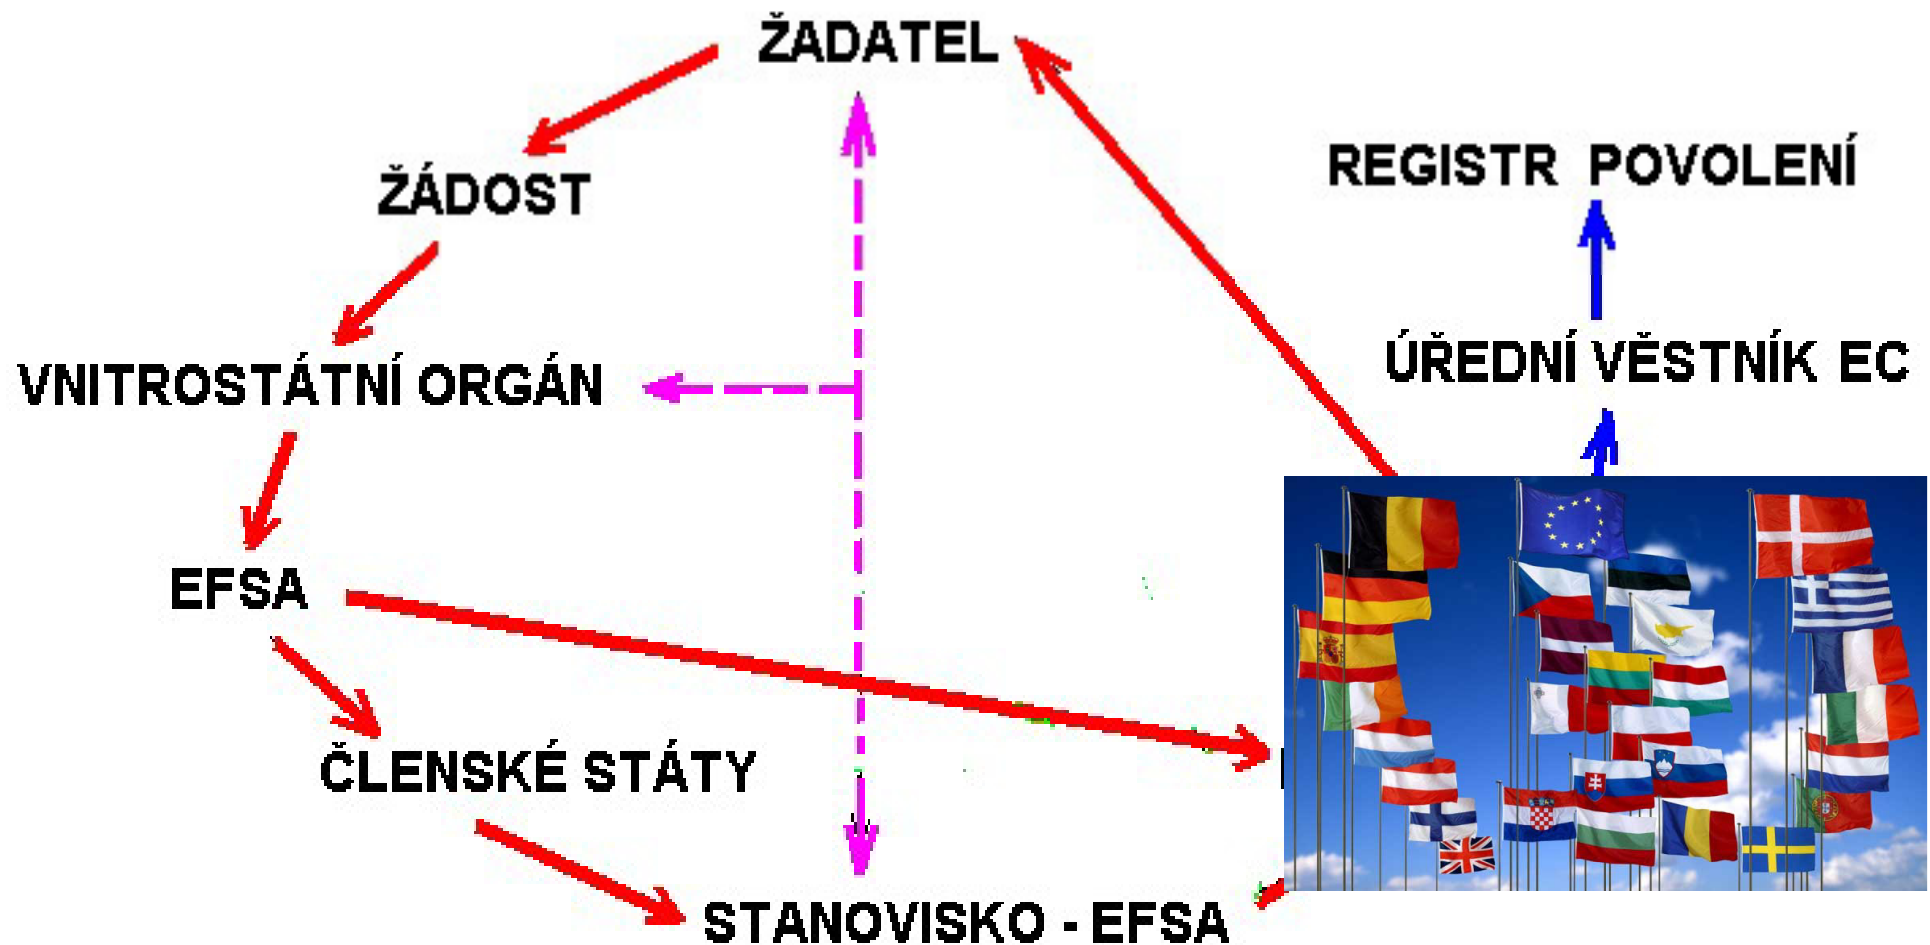 ŽADATEL
REGISTR POVOLENÍ
ŽÁDOST
ÚŘEDNÍ VĚSTNÍK EC
VNITROSTÁTNÍ ORGÁN
EFSA
ČLENSKÉ STÁTY
STANOVISKO - EFSA